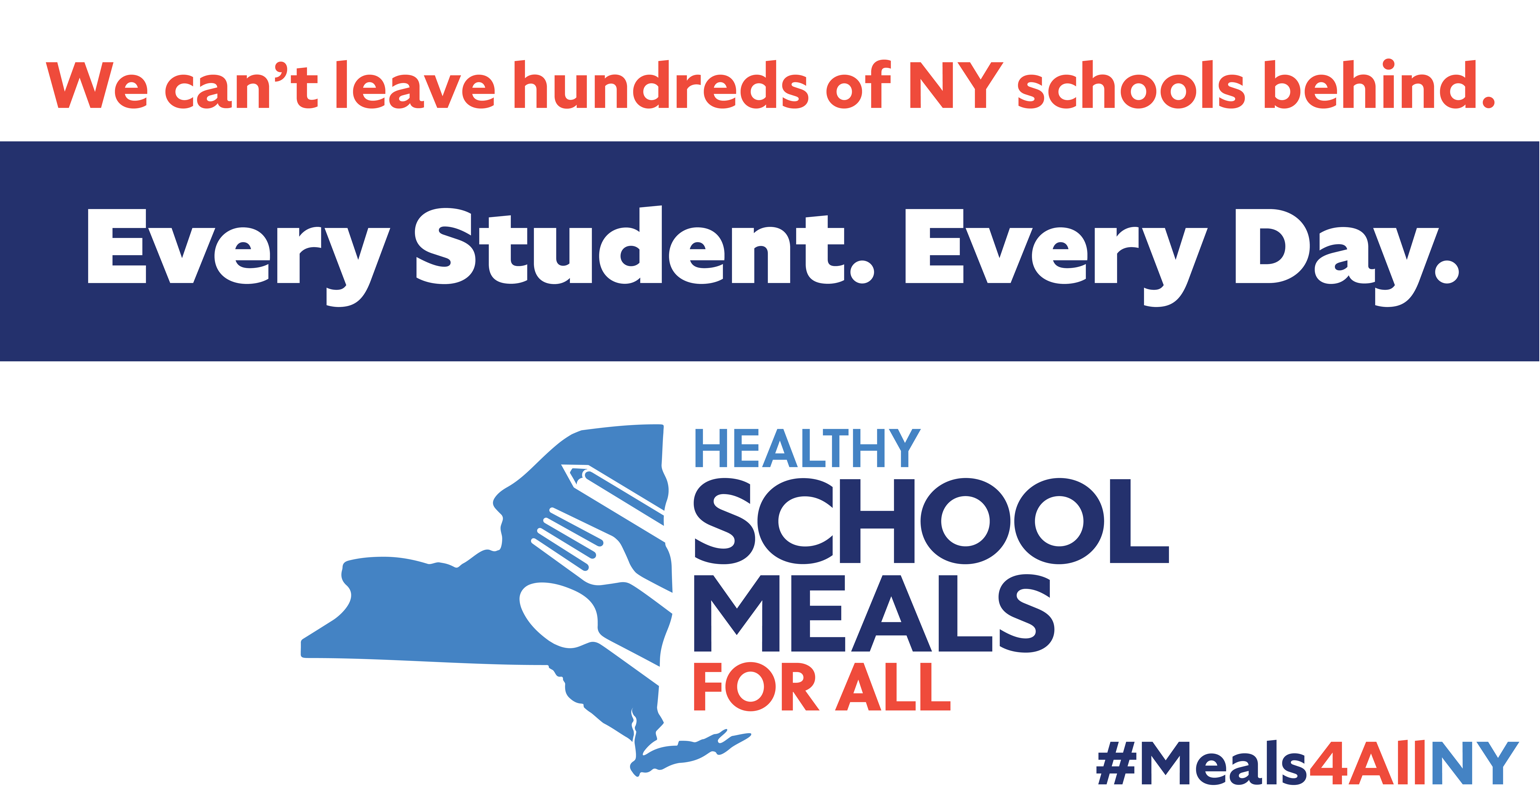 We can’t leave hundreds of NY schools behind.
Every Student. Every Day.
HEALTHY
SCHOOL
MEALS
FOR ALL
#Meals4AllNY